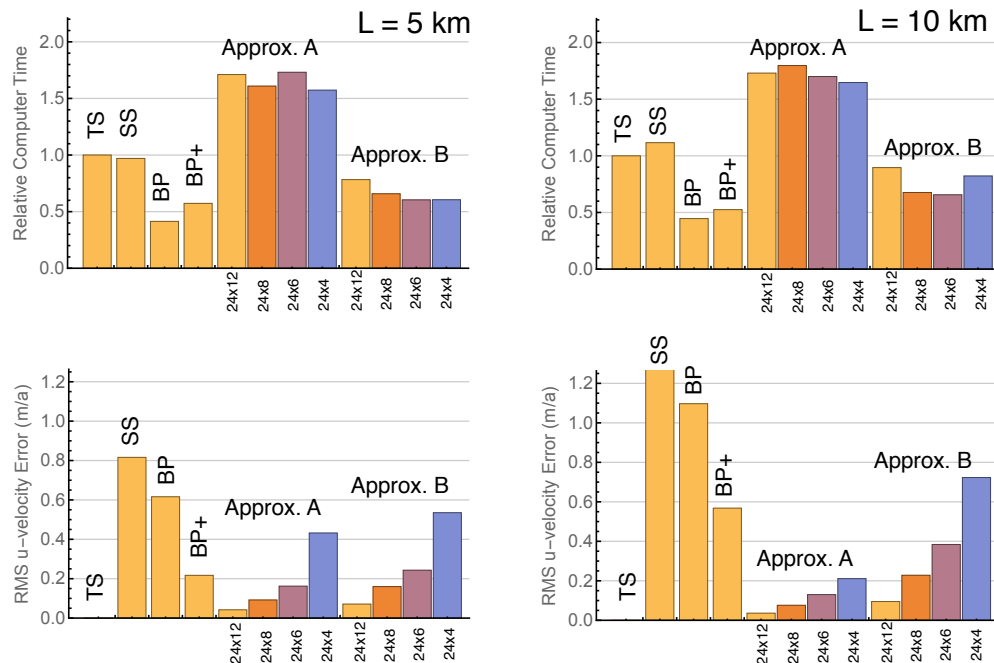 L = 5 km
Relative Computer Time
2.0
1.5
1.0
0.5
0.0
TS
SS
BP
BP+
Approx. A
Approx. B
24x12
24x8
24x6
24x4
24x12
24x8
24x6
24x4
L = 10 km
Relative Computer Time
2.0
1.5
1.0
0.5
0.0
TS
SS
BP
BP+
Approx. A
Approx. B
24x12
24x8
24x6
24x4
24x12
24x8
24x6
24x4
RMS u-velocity Error (m/a)
1.2
1.0
0.8
0.6
0.4
0.2
0.0
TS
SS
BP
BP+
Approx. A
Approx. B
24x12
24x8
24x6
24x4
24x12
24x8
24x6
24x4
RMS u-velocity Error (m/a)
1.2
1.0
0.8
0.6
0.4
0.2
0.0
TS
SS
BP
BP+
Approx. A
Approx. B
24x12
24x8
24x6
24x4
24x12
24x8
24x6
24x4